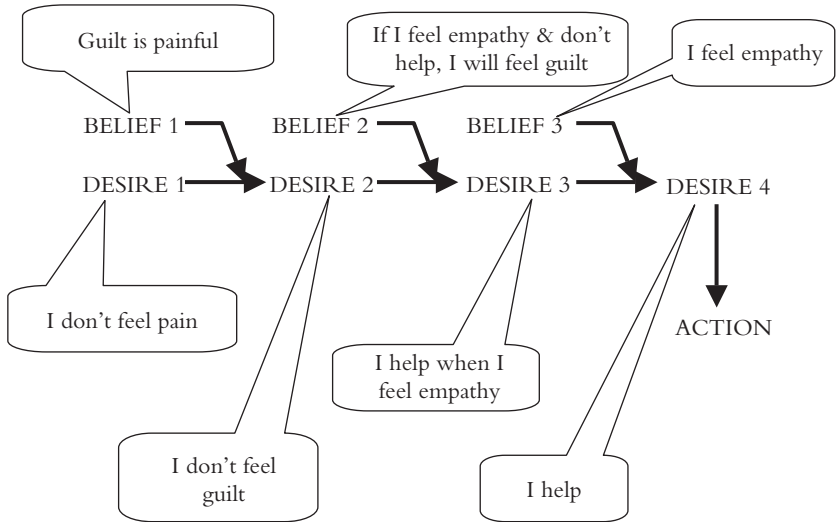 Guilt is painful
If I feel empathy & don’t
help, I will feel guilt
I feel empathy
BELIEF 1
BELIEF 2
BELIEF 3
DESIRE 1
DESIRE 2
DESIRE 3
DESIRE 4
I don’t feel pain
ACTION
I help when I
feel empathy
I don’t feel
guilt
I help